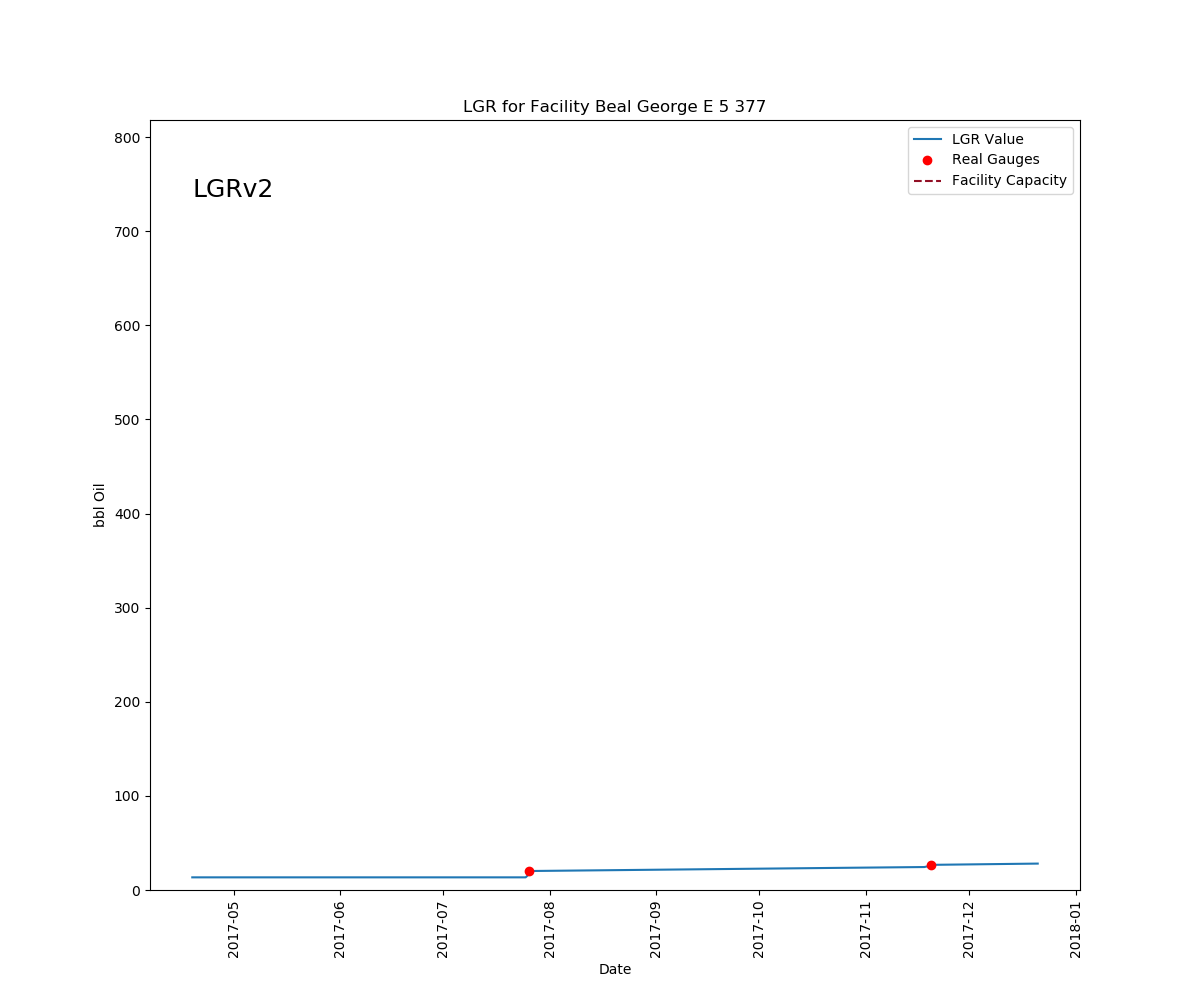 LGR for Facility Beal George E 5 377
LGRv2
LGR Value
Real Gauges
Facility Capacity
bbl Oil
800
700
600
500
400
300
200
100
0
2017-05
2017-06
2017-07
2017-08
2017-09
2017-10
2017-11
2017-12
2018-01
Date